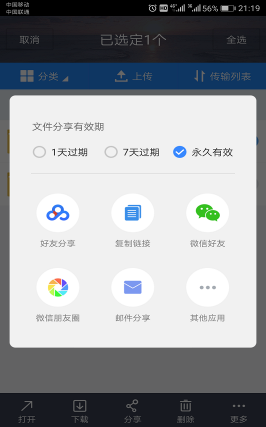 中国移动
中国联通
56% 21:19
取消 已选定1个 全选
分类 上传 传输列表
文件分享有效期
1天过期 7天过期 永久有效
好友分享 复制链接 微信好友
微信朋友圈 邮件分享 其他应用
打开 下载 分享 删除 更多